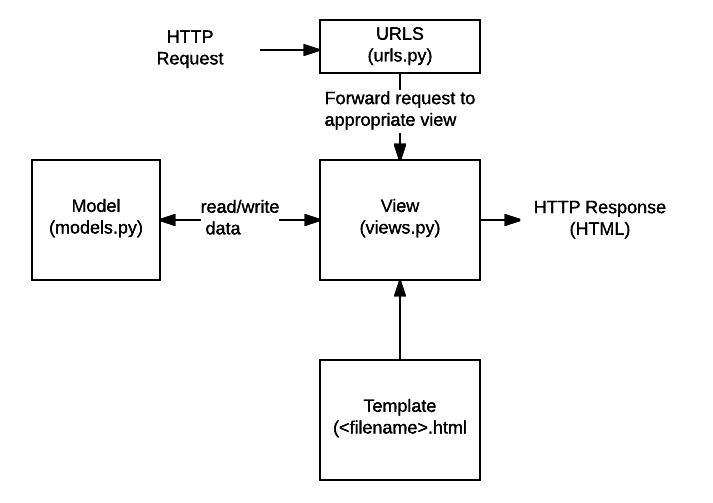 HTTP
Request
URLS
(urls.py)
Forward request to
appropriate view
Model
(models.py)
read/write
data
View
(views.py)
HTTP Response
(HTML)
Template
(<filename>.html